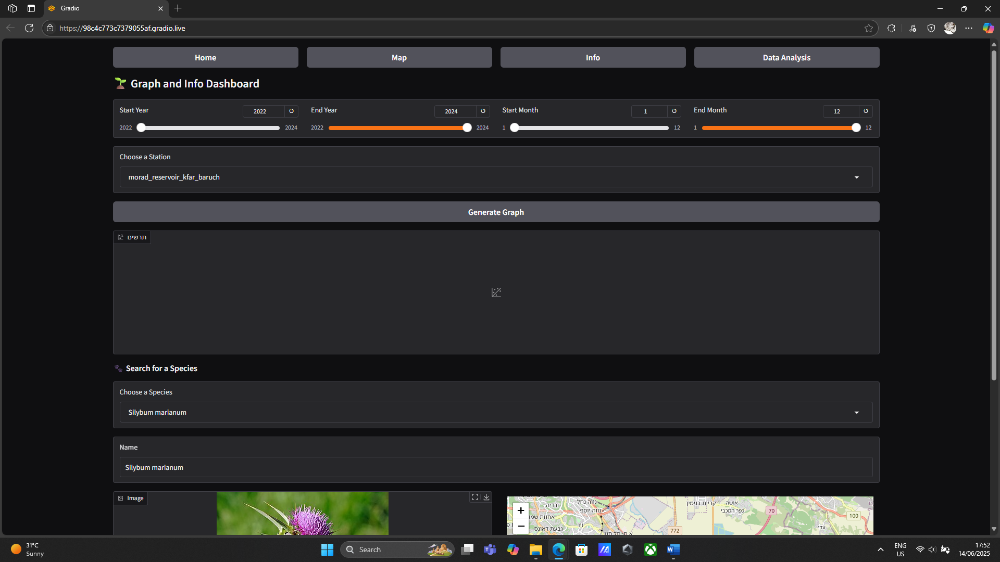 Gradio
https://98c4c773c7379055af.gradio.live
Home
Map
Info
Data Analysis
Graph and Info Dashboard
Start Year
2022
2022
2024
End Year
2024
2022
2024
Start Month
1
1
12
End Month
12
1
12
Choose a Station
morad_reservoir_kfar_baruch
Generate Graph
תרשים
Search for a Species
Choose a Species
Silybum marianum
Name
Silybum marianum
Image
+
−
נווה נחל
ורדיה
נווה יוסף
אחוזת שמו
זיו
גבעת דאונס
קריית בנימין
אושה
כפר המכבי
70
100
עדי
772
31°C
Sunny
Search
ENG
US
17:52
14/06/2025